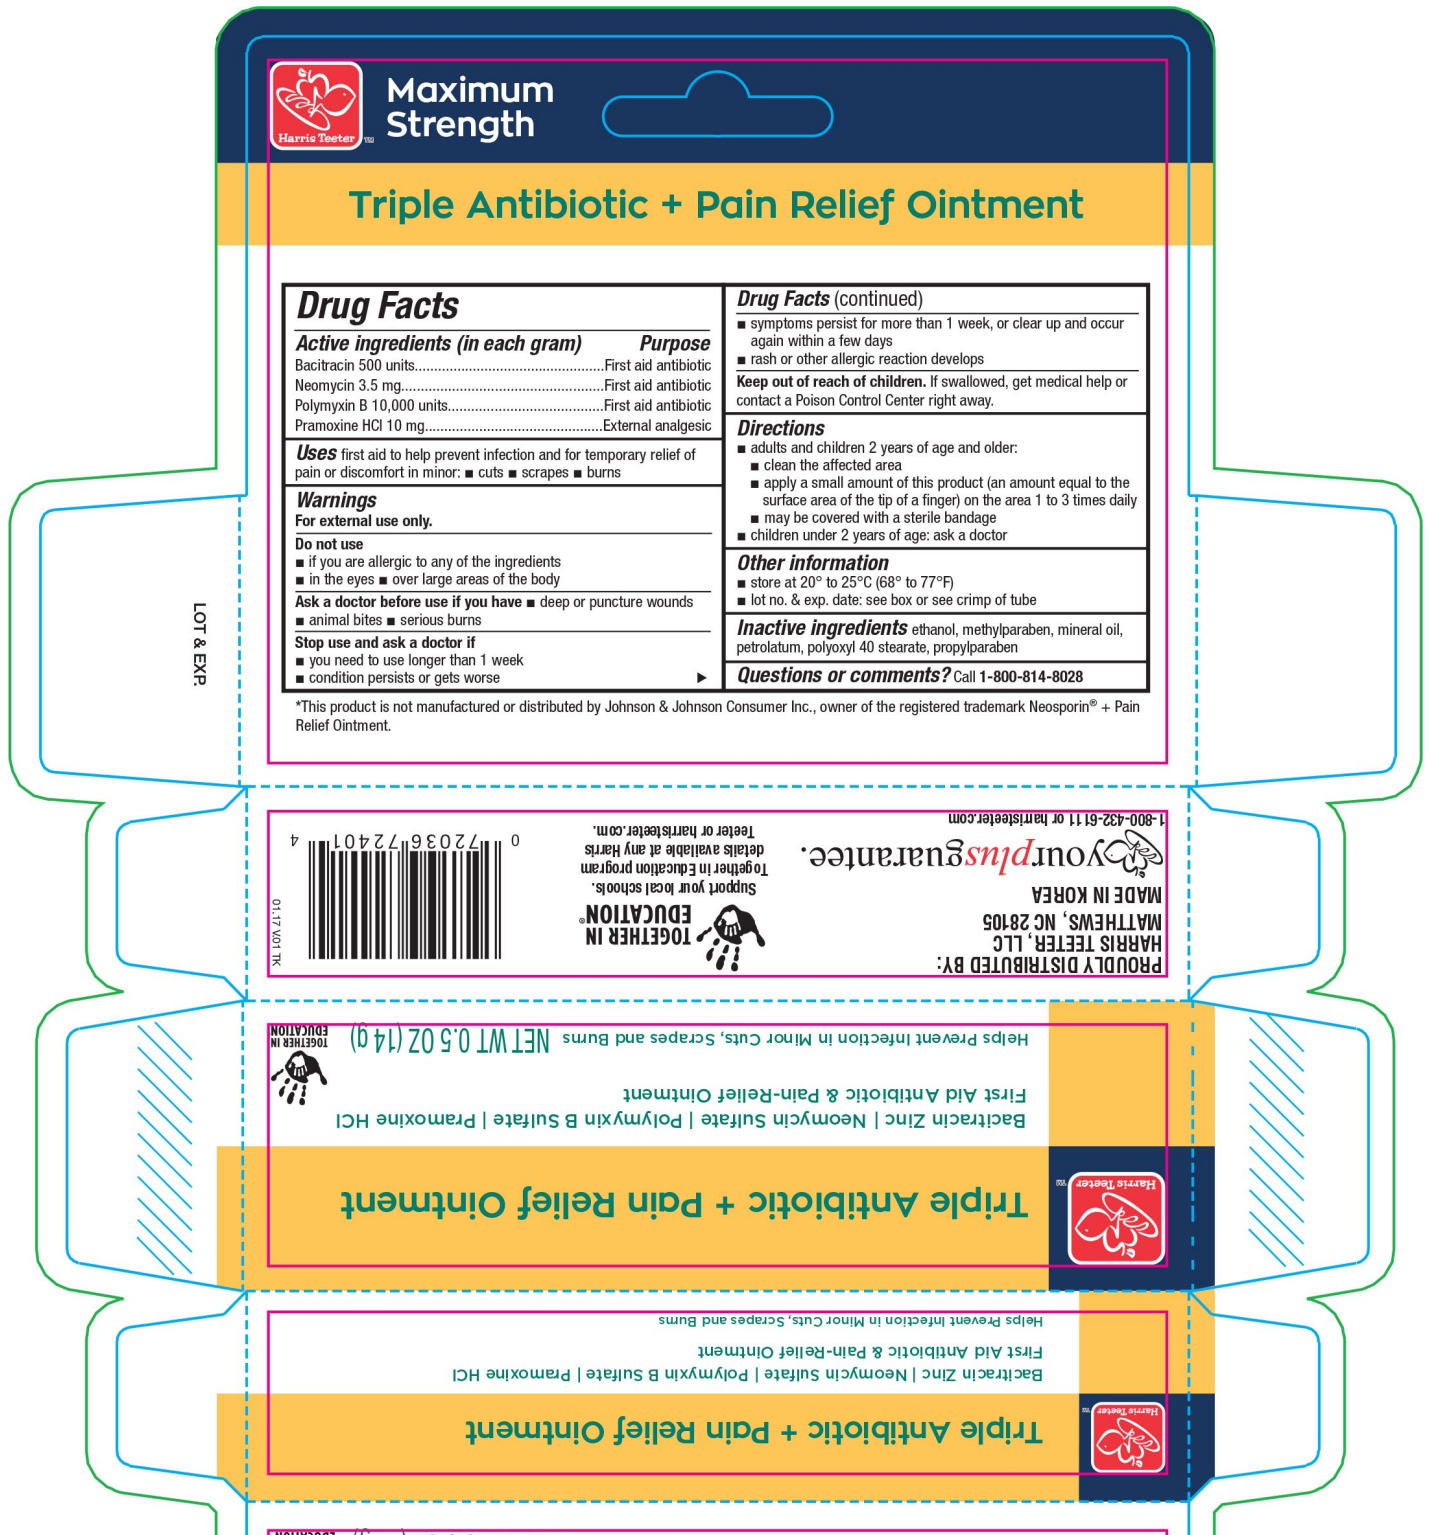 Harris Teeter
TM
Maximum
Strength
Triple Antibiotic + Pain Relief Ointment
Drug Facts
Active ingredients (in each gram) Purpose
Bacitracin 500 units.................................................First aid antibiotic
Neomycin 3.5 mg....................................................First aid antibiotic
Polymyxin B 10,000 units........................................First aid antibiotic
Pramoxine HCl 10 mg..............................................External analgesic
Uses first aid to help prevent infection and for temporary relief of
pain or discomfort in minor: ■ cuts ■ scrapes ■ burns
Warnings
For external use only.
Do not use
■ if you are allergic to any of the ingredients
■ in the eyes ■ over large areas of the body
Ask a doctor before use if you have ■ deep or puncture wounds
■ animal bites ■ serious burns
Stop use and ask a doctor if
■ you need to use longer than 1 week
■ condition persists or gets worse ▶
Drug Facts (continued)
■ symptoms persist for more than 1 week, or clear up and occur
again within a few days
■ rash or other allergic reaction develops
Keep out of reach of children. If swallowed, get medical help or
contact a Poison Control Center right away.
Directions
■ adults and children 2 years of age and older:
■ clean the affected area
■ apply a small amount of this product (an amount equal to the
surface area of the tip of a finger) on the area 1 to 3 times daily
■ may be covered with a sterile bandage
■ children under 2 years of age: ask a doctor
Other information
■ store at 20° to 25°C (68° to 77°F)
■ lot no. & exp. date: see box or see crimp of tube
Inactive ingredients ethanol, methylparaben, mineral oil,
petrolatum, polyoxyl 40 stearate, propylparaben
Questions or comments? Call 1-800-814-8028
*This product is not manufactured or distributed by Johnson & Johnson Consumer Inc., owner of the registered trademark Neosporin® + Pain
Relief Ointment.
LOT & EXP.
PROUDLY DISTRIBUTED BY:
HARRIS TEETER, LLC
MATTHEWS, NC 28105
MADE IN KOREA
yourplusguarantee.
1-800-432-6111 or harristeeter.com
TOGETHER IN
EDUCATION®
Support your local schools.
Together in Education program
details available at any Harris
Teeter or harristeeter.com.
01.17 V.01 TK
0 72036 72401 4
Harris Teeter
TM
Triple Antibiotic + Pain Relief Ointment
Bacitracin Zinc | Neomycin Sulfate | Polymyxin B Sulfate | Pramoxine HCl
First Aid Antibiotic & Pain-Relief Ointment
Helps Prevent Infection in Minor Cuts, Scrapes and Burns
NET WT 0.5 OZ (14 g)
TOGETHER IN
EDUCATION
Harris Teeter
TM
Triple Antibiotic + Pain Relief Ointment
Bacitracin Zinc | Neomycin Sulfate | Polymyxin B Sulfate | Pramoxine HCl
First Aid Antibiotic & Pain-Relief Ointment
Helps Prevent Infection in Minor Cuts, Scrapes and Burns
EDUCATION